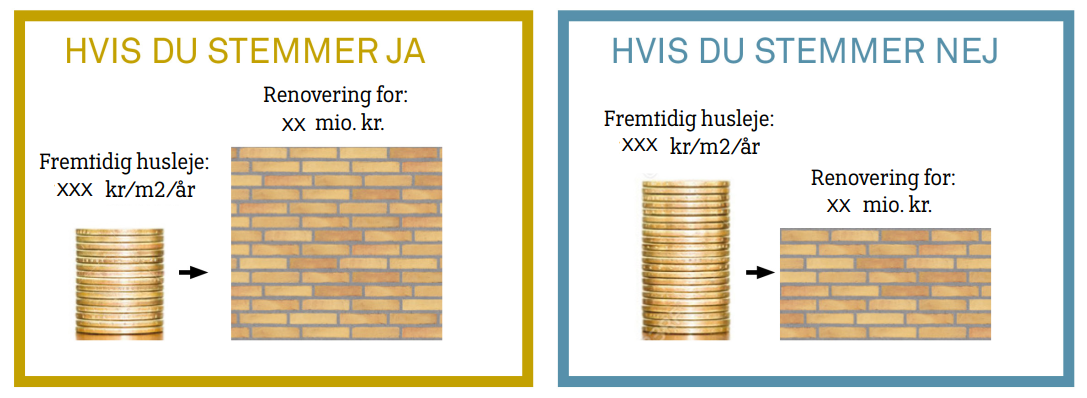 HVIS DU STEMMER JA
Renovering for:
XX mio. kr.
Fremtidig husleje:
XXX kr/m2/år
HVIS DU STEMMER NEJ
Fremtidig husleje:
XXX kr/m2/år
Renovering for:
XX mio. kr.